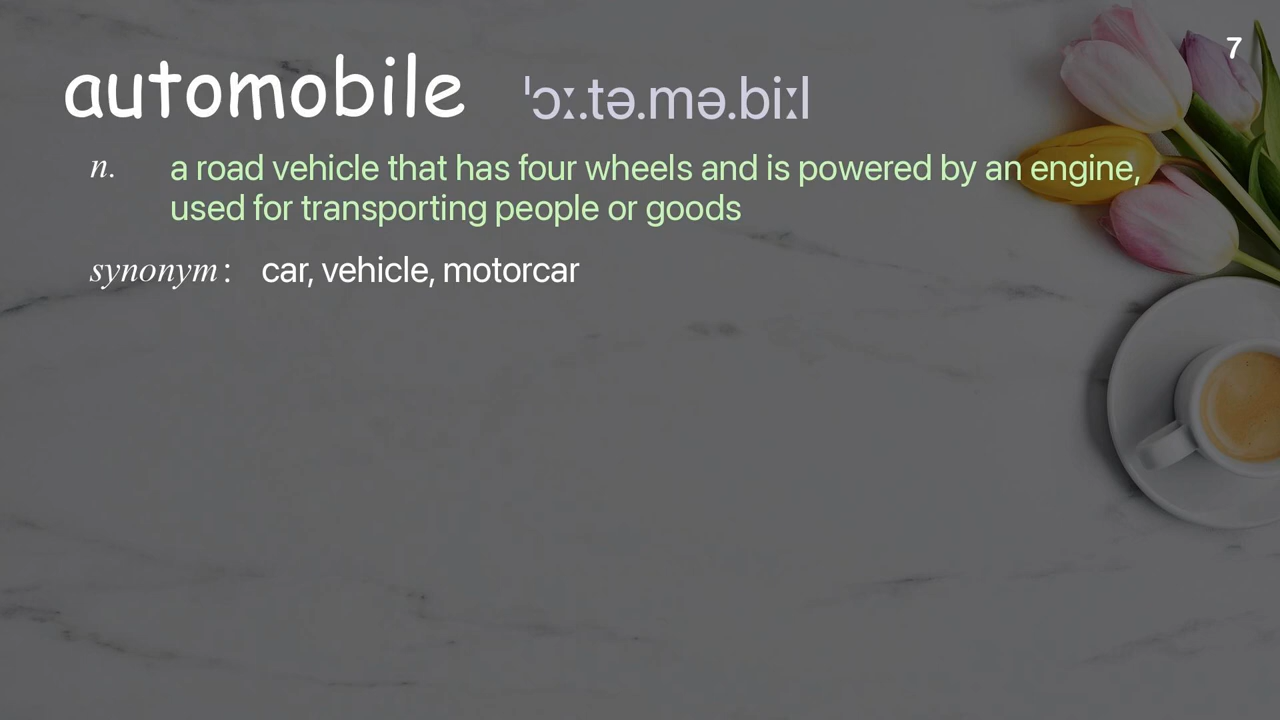 7
automobile ˈɔː.tə.mə.biːl
n. a road vehicle that has four wheels and is powered by an engine,
used for transporting people or goods
synonym: car, vehicle, motorcar